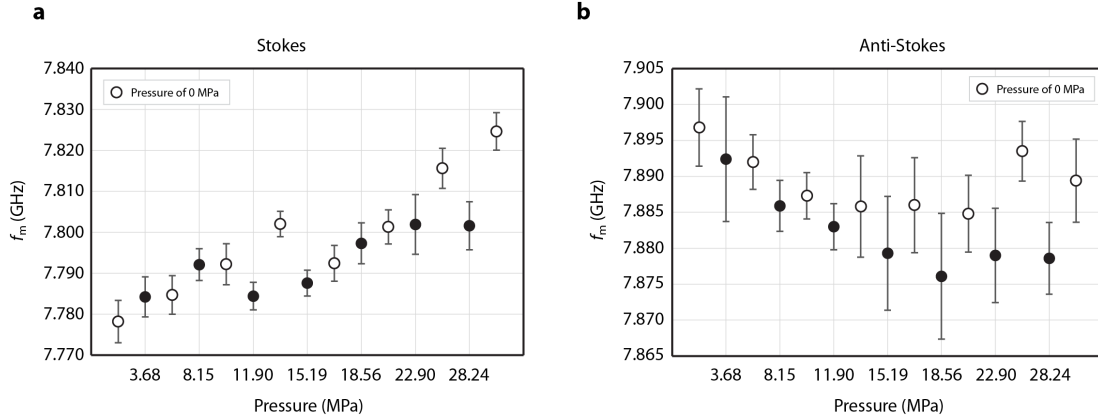 a
Stokes
7.840
7.830
7.820
7.810
7.800
7.790
7.780
7.770
fm (GHz)
Pressure of 0 MPa
3.68 8.15 11.90 15.19 18.56 22.90 28.24
Pressure (MPa)
b
Anti-Stokes
7.905
7.900
7.895
7.890
7.885
7.880
7.875
7.870
7.865
fm (GHz)
Pressure of 0 MPa
3.68 8.15 11.90 15.19 18.56 22.90 28.24
Pressure (MPa)